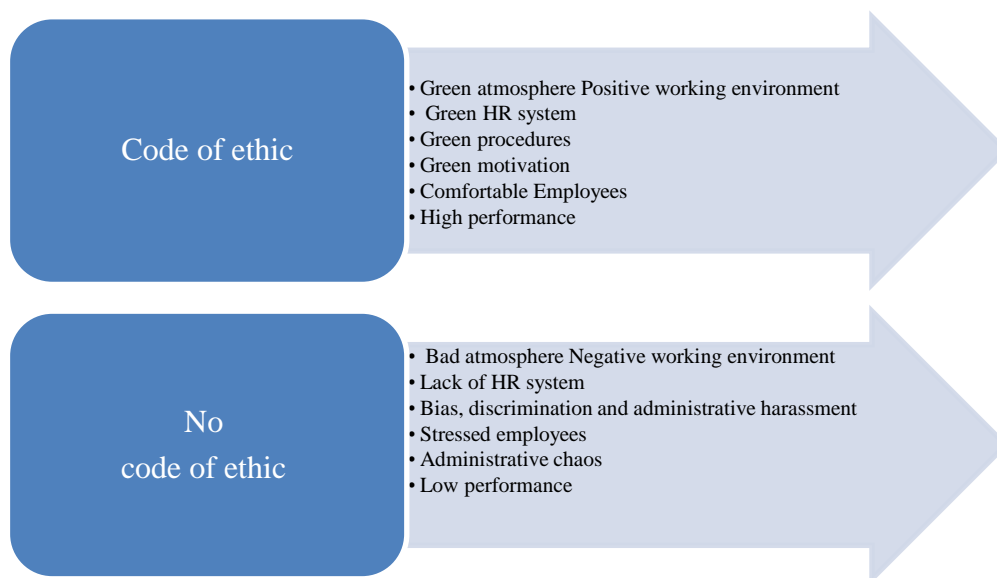 Code of ethic
• Green atmosphere Positive working environment
• Green HR system
• Green procedures
• Green motivation
• Comfortable Employees
• High performance
No
code of ethic
• Bad atmosphere Negative working environment
• Lack of HR system
• Bias, discrimination and administrative harassment
• Stressed employees
• Administrative chaos
• Low performance